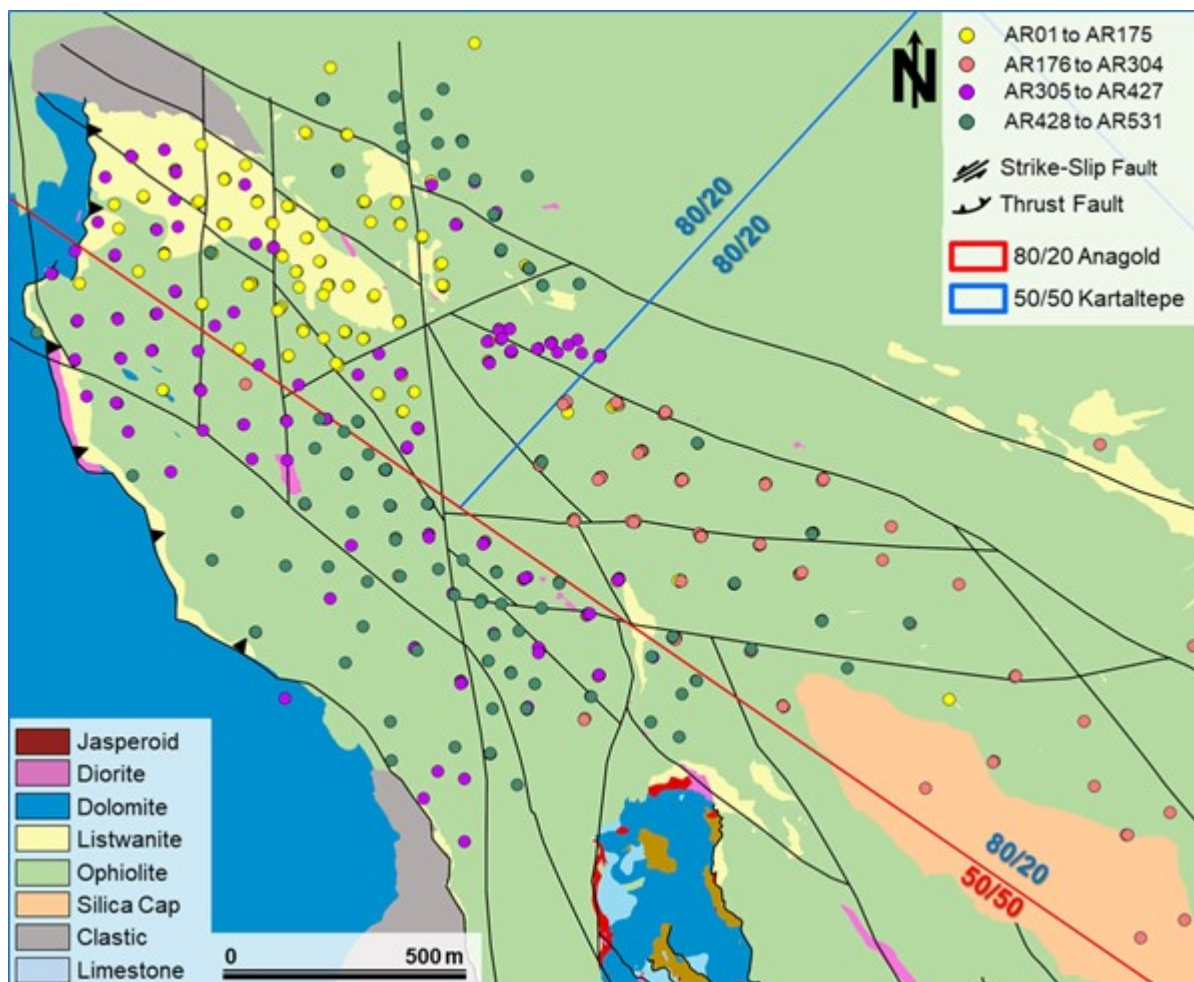 N
AR01 to AR175
AR176 to AR304
AR305 to AR427
AR428 to AR531
Strike-Slip Fault
Thrust Fault
80/20 Anagold
50/50 Kartaltepe
80/20
80/20
80/20
50/50
Jasperoid
Diorite
Dolomite
Listwanite
Ophiolite
Silica Cap
Clastic
Limestone
0 500 m